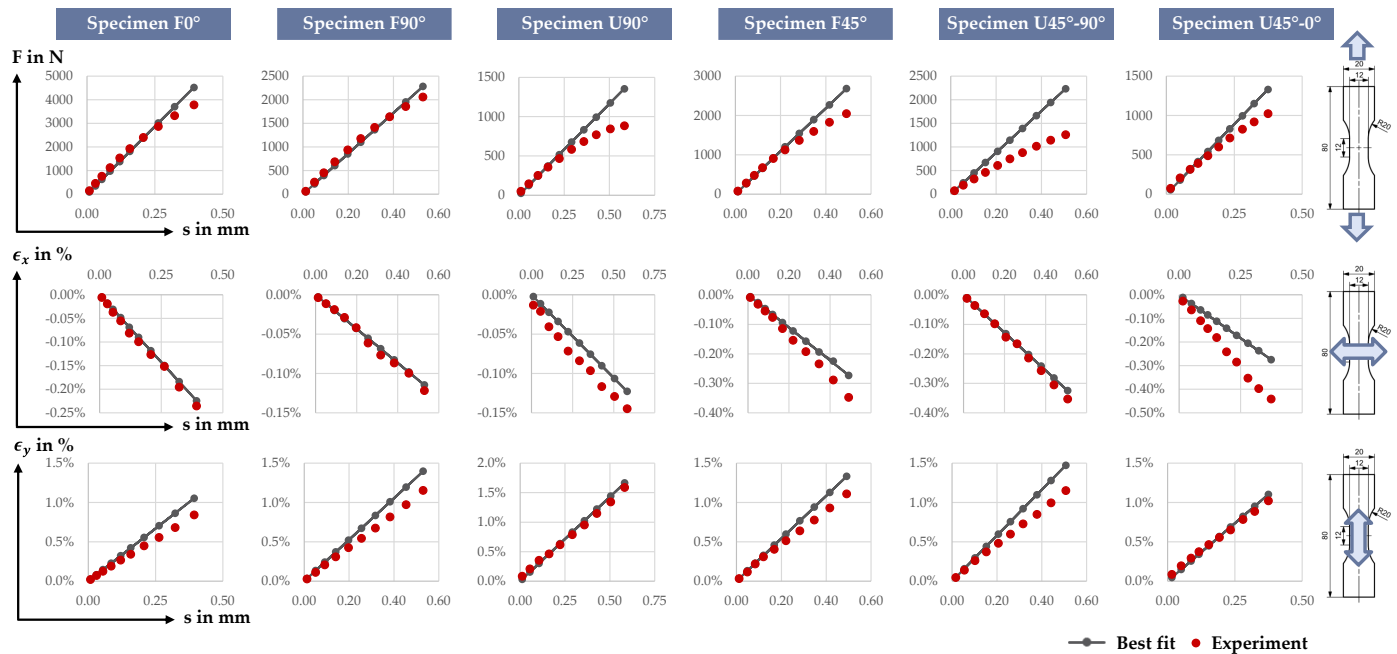 Specimen F0° Specimen F90° Specimen U90° Specimen F45° Specimen U45°-90° Specimen U45°-0°
F in N
5000 2500 1500 3000 2500 1500
4000 2000 2000
1000 2000 1000
3000 1500 1500
2000 1000 1000
500 1000 500
1000 500 500
0 0 0 0 0 0
0.00 0.25 0.50 0.00 0.20 0.40 0.60 0.00 0.25 0.50 0.75 0.00 0.20 0.40 0.60 0.00 0.20 0.40 0.60 0.00 0.25 0.50
s in mm
20
12
R20
80
12
ϵx in %
0.00 0.25 0.50 0.00 0.20 0.40 0.60 0.00 0.25 0.50 0.75 0.00 0.20 0.40 0.60 0.00 0.20 0.40 0.60 0.00 0.25 0.50
0.00% 0.00% 0.00% 0.00% 0.00% 0.00%
-0.05% -0.05% -0.05% -0.10% -0.10% -0.10%
-0.10% -0.20%
-0.10% -0.10% -0.20% -0.20%
-0.15% -0.30%
-0.20% -0.30% -0.30% -0.40%
-0.25% -0.15% -0.15% -0.40% -0.40% -0.50%
s in mm
20
12
R20
80
ϵy in %
1.5% 1.5% 2.0% 1.5% 1.5% 1.5%
1.5%
1.0% 1.0% 1.0% 1.0% 1.0% 1.0%
0.5% 0.5% 0.5% 0.5% 0.5% 0.5%
0.0% 0.0% 0.0% 0.0% 0.0% 0.0%
0.00 0.25 0.50 0.00 0.20 0.40 0.60 0.00 0.25 0.50 0.75 0.00 0.20 0.40 0.60 0.00 0.20 0.40 0.60 0.00 0.25 0.50
s in mm
20
12
R20
80
12
Best fit Experiment